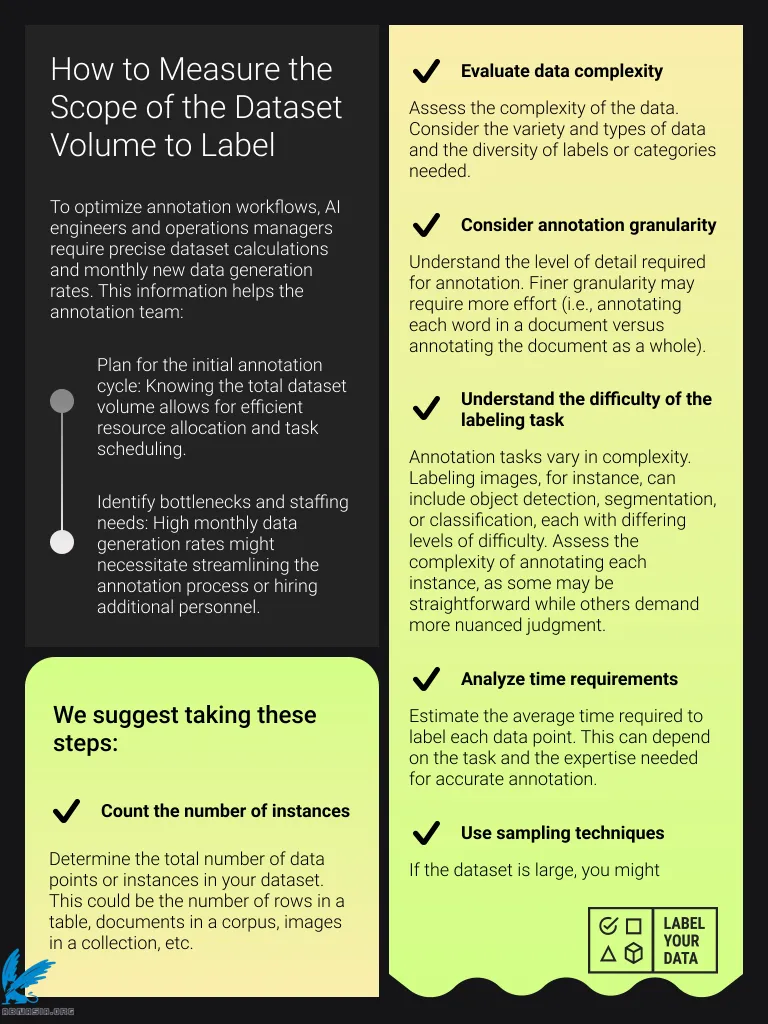 How to Measure the
Scope of the Dataset
Volume to Label
To optimize annotation workflows, AI
engineers and operations managers
require precise dataset calculations
and monthly new data generation
rates. This information helps the
annotation team:
Plan for the initial annotation
cycle: Knowing the total dataset
volume allows for efficient
resource allocation and task
scheduling.
Identify bottlenecks and staffing
needs: High monthly data
generation rates might
necessitate streamlining the
annotation process or hiring
additional personnel.
We suggest taking these
steps:
Count the number of instances
Determine the total number of data
points or instances in your dataset.
This could be the number of rows in a
table, documents in a corpus, images
in a collection, etc.
Evaluate data complexity
Assess the complexity of the data.
Consider the variety and types of data
and the diversity of labels or categories
needed.
Consider annotation granularity
Understand the level of detail required
for annotation. Finer granularity may
require more effort (i.e., annotating
each word in a document versus
annotating the document as a whole).
Understand the difficulty of the
labeling task
Annotation tasks vary in complexity.
Labeling images, for instance, can
include object detection, segmentation,
or classification, each with differing
levels of difficulty. Assess the
complexity of annotating each
instance, as some may be
straightforward while others demand
more nuanced judgment.
Analyze time requirements
Estimate the average time required to
label each data point. This can depend
on the task and the expertise needed
for accurate annotation.
Use sampling techniques
If the dataset is large, you might
LABEL
YOUR
DATA